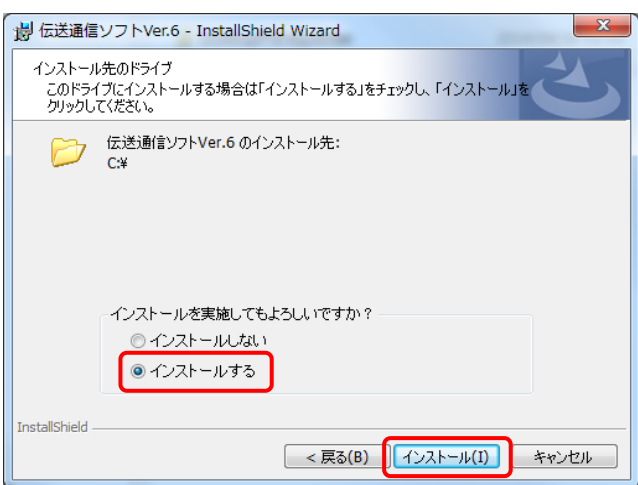 伝送通信ソフトVer.6 - InstallShield Wizard
インストール先のドライブ
このドライブにインストールする場合は「インストールする」をチェックし、「インストール」を
クリックしてください。
伝送通信ソフトVer.6 のインストール先:
C:¥
インストールを実施してもよろしいですか?
インストールしない
インストールする
InstallShield
< 戻る(B)
インストール(I)
キャンセル